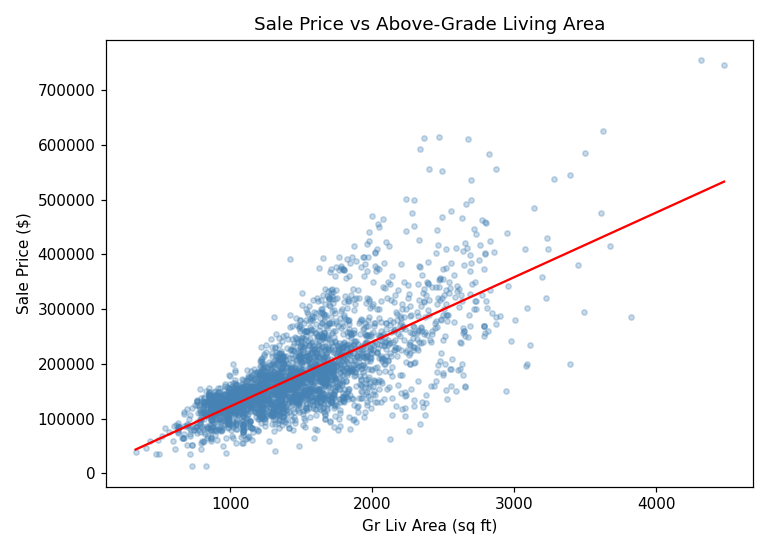 Sale Price vs Above-Grade Living Area
Sale Price ($)
700000
600000
500000
400000
300000
200000
100000
0
1000 2000 3000 4000
Gr Liv Area (sq ft)